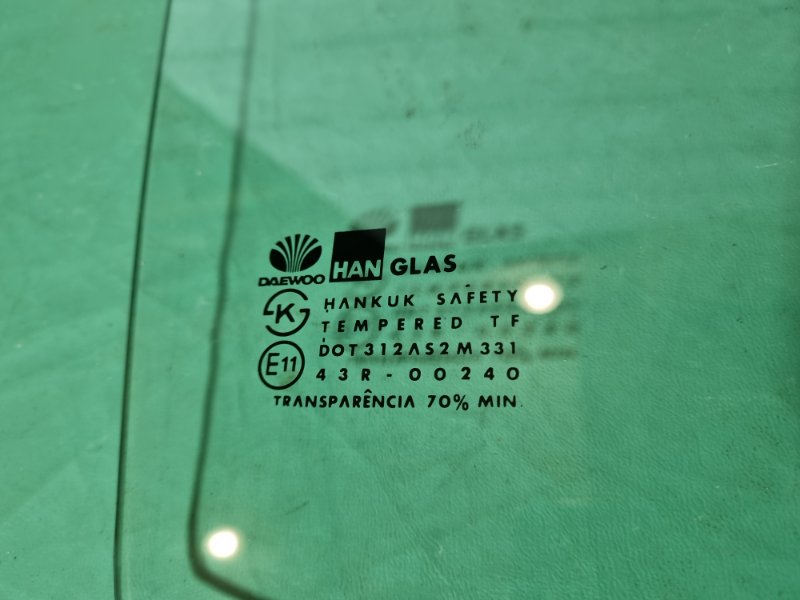 DAEWOO HAN GLAS
K HANKUK SAFETY
TEMPERED TF
DOT312AS2M331
E11 43R-00240
TRANSPARÊNCIA 70% MIN.